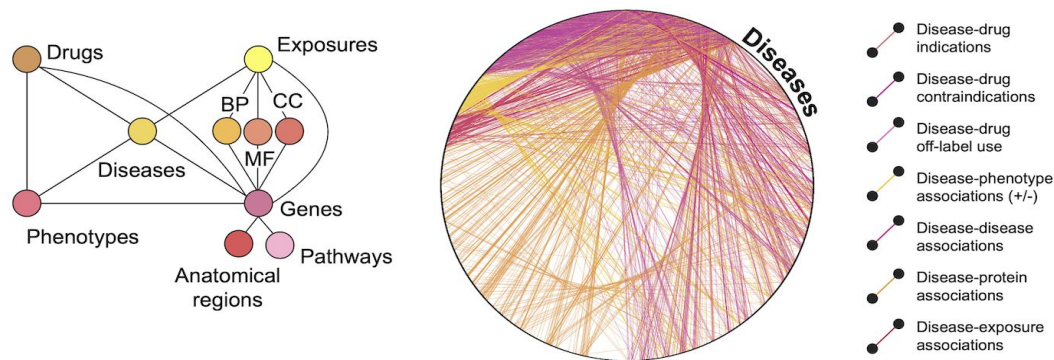 Drugs
Exposures
BP
CC
MF
Diseases
Genes
Phenotypes
Pathways
Anatomical
regions
Diseases
Disease-drug
indications
Disease-drug
contraindications
Disease-drug
off-label use
Disease-phenotype
associations (+/-)
Disease-disease
associations
Disease-protein
associations
Disease-exposure
associations